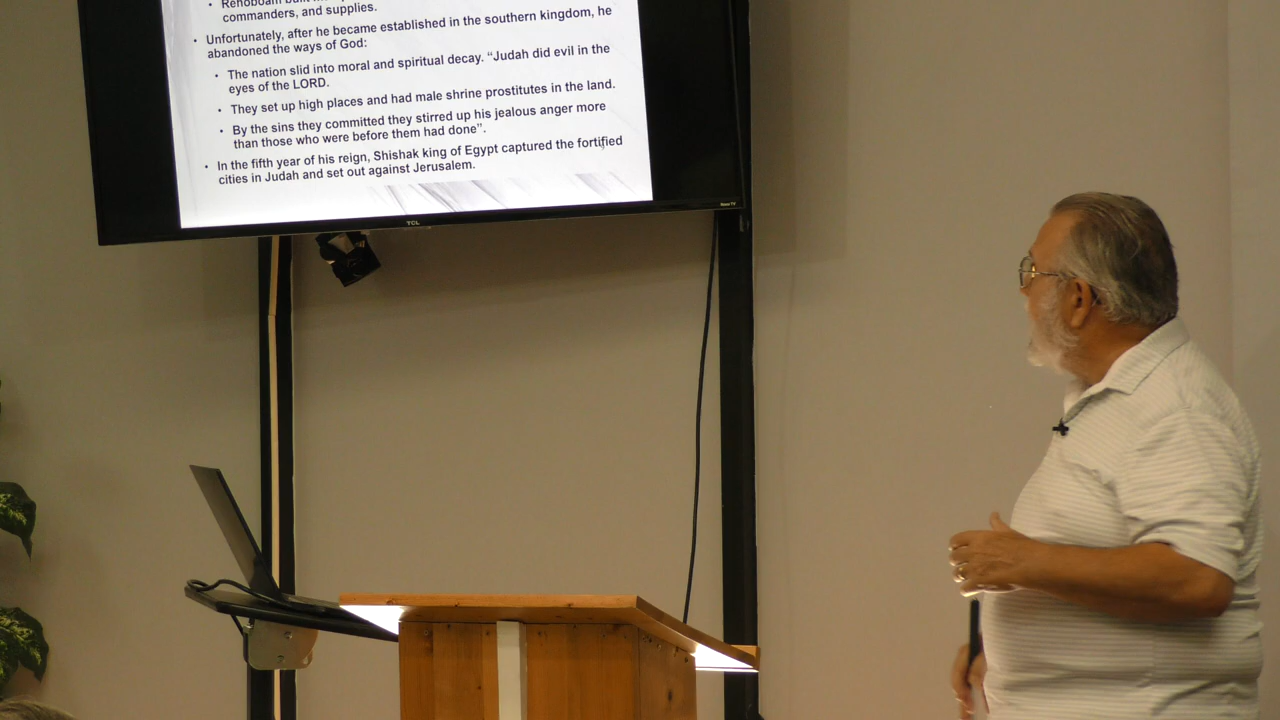 • Rehoboam built
commanders, and supplies.
• Unfortunately, after he became established in the southern kingdom, he
abandoned the ways of God:
• The nation slid into moral and spiritual decay. “Judah did evil in the
eyes of the LORD.
• They set up high places and had male shrine prostitutes in the land.
• By the sins they committed they stirred up his jealous anger more
than those who were before them had done”.
• In the fifth year of his reign, Shishak king of Egypt captured the fortified
cities in Judah and set out against Jerusalem.
TCL
Roku TV